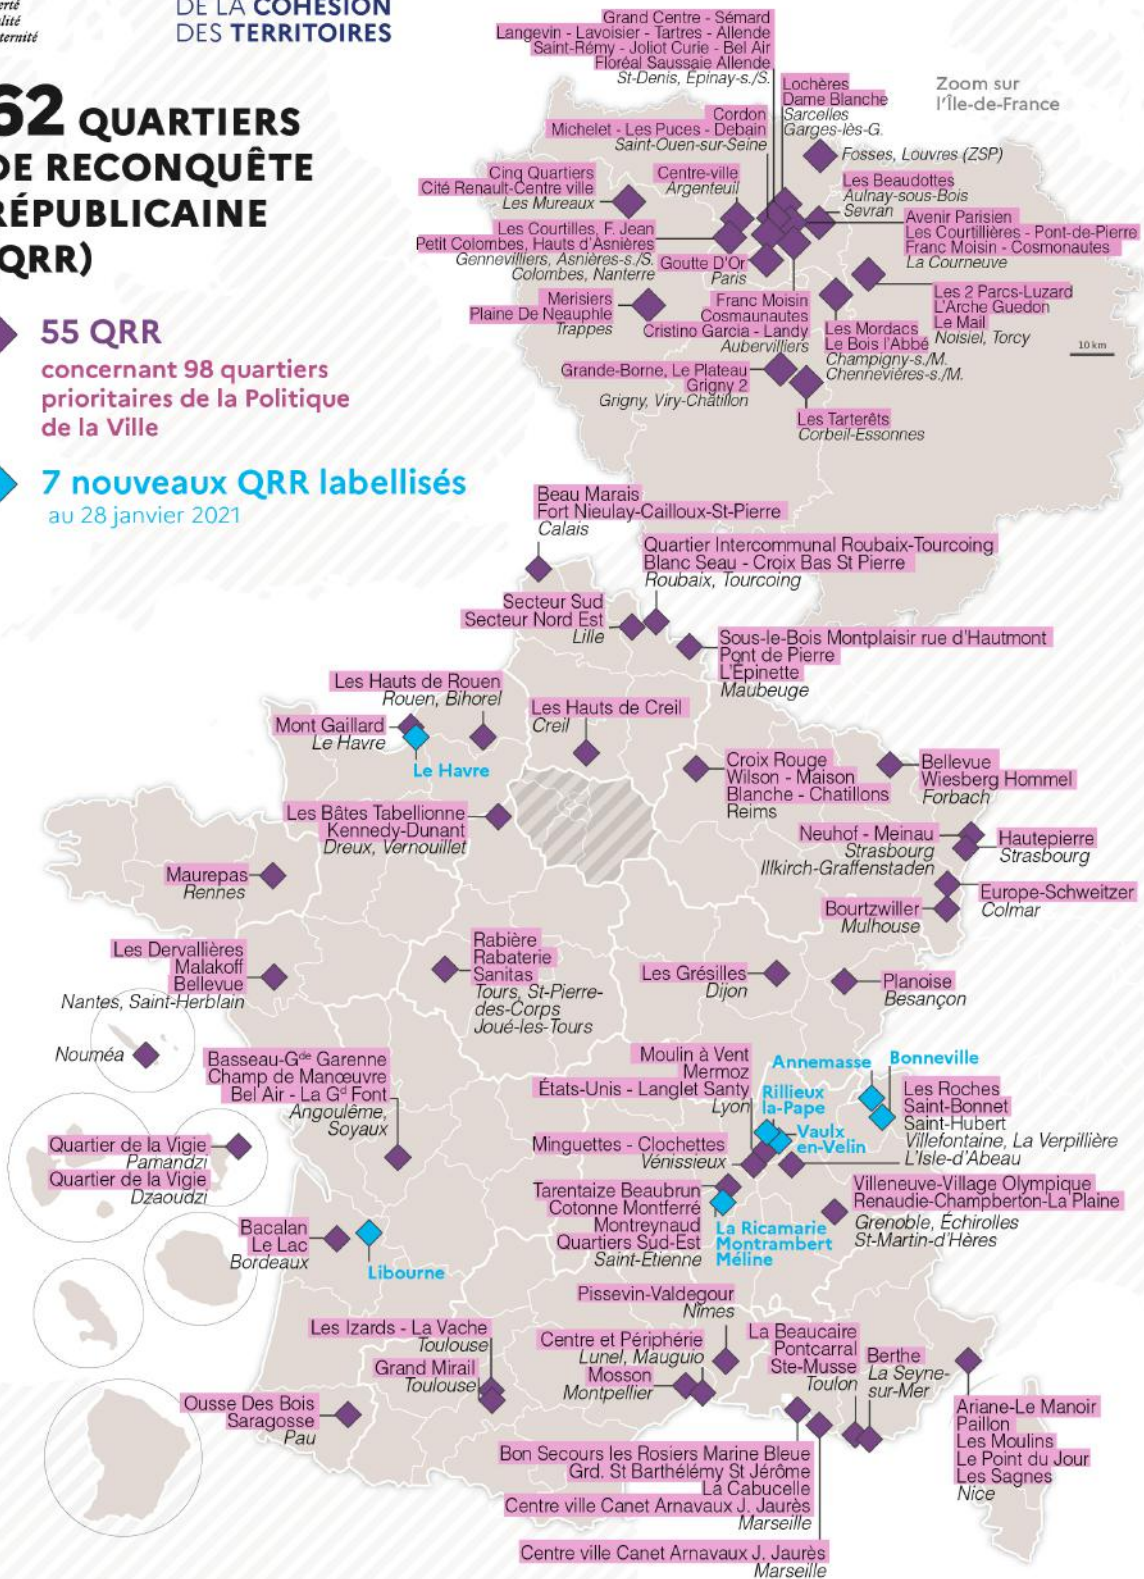 DE LA COHÉSION
DES TERRITOIRES
62 QUARTIERS
DE RECONQUÊTE
RÉPUBLICAINE
(QRR)
55 QRR
concernant 98 quartiers
prioritaires de la Politique
de la Ville
7 nouveaux QRR labellisés
au 28 janvier 2021
Zoom sur
l'Île-de-France
Grand Centre - Sémard
Langevin - Lavoisier - Tartres - Allende
Saint-Rémy - Joliot Curie - Bel Air
Floréal Saussaie Allende
St-Denis, Épinay-s./S.
Lochères
Dame Blanche
Sarcelles
Garges-lès-G.
Cordon
Michelet - Les Puces - Debain
Saint-Ouen-sur-Seine
Fosses, Louvres (ZSP)
Cinq Quartiers
Cité Renault-Centre ville
Les Mureaux
Centre-ville
Argenteuil
Les Beaudottes
Aulnay-sous-Bois
Sevran
Avenir Parisien
Les Courtillières - Pont-de-Pierre
Franc Moisin - Cosmonautes
La Courneuve
Les Courtilles, F. Jean
Petit Colombes, Hauts d'Asnières
Gennevilliers, Asnières-s./S.
Colombes, Nanterre
Goutte D'Or
Paris
Merisiers
Plaine De Neauphle
Trappes
Franc Moisin
Cosmaunautes
Cristino Garcia - Landy
Aubervilliers
Les Mordacs
Le Bois l'Abbé
Champigny-s./M.
Chennevières-s./M.
Les 2 Parcs-Luzard
L'Arche Guedon
Le Mail
Noisiel, Torcy
10 km
Grande-Borne, Le Plateau
Grigny 2
Grigny, Viry-Châtillon
Les Tarterêts
Corbeil-Essonnes
Beau Marais
Fort Nieulay-Cailloux-St-Pierre
Calais
Quartier Intercommunal Roubaix-Tourcoing
Blanc Seau - Croix Bas St Pierre
Roubaix, Tourcoing
Secteur Sud
Secteur Nord Est
Lille
Sous-le-Bois Montplaisir rue d'Hautmont
Pont de Pierre
L'Épinette
Maubeuge
Les Hauts de Rouen
Rouen, Bihorel
Les Hauts de Creil
Creil
Mont Gaillard
Le Havre
Le Havre
Croix Rouge
Wilson - Maison
Blanche - Chatillons
Reims
Bellevue
Wiesberg Hommel
Forbach
Les Bâtes Tabellionne
Kennedy-Dunant
Dreux, Vernouillet
Neuhof - Meinau
Strasbourg
Illkirch-Graffenstaden
Hautepierre
Strasbourg
Maurepas
Rennes
Europe-Schweitzer
Colmar
Bourtzwiller
Mulhouse
Les Dervallières
Malakoff
Bellevue
Nantes, Saint-Herblain
Rabière
Rabaterie
Sanitas
Tours, St-Pierre-
des-Corps
Joué-les-Tours
Les Grésilles
Dijon
Planoise
Besançon
Nouméa
Basseau-Gde Garenne
Champ de Manœuvre
Bel Air - La Gd Font
Angoulême,
Soyaux
Moulin à Vent
Mermoz
États-Unis - Langlet Santy
Lyon
Annemasse
Bonneville
Rillieux
la-Pape
Vaulx
en-Velin
Les Roches
Saint-Bonnet
Saint-Hubert
Villefontaine, La Verpillière
L'Isle-d'Abeau
Quartier de la Vigie
Pamandzi
Quartier de la Vigie
Dzaoudzi
Minguettes - Clochettes
Vénissieux
Tarentaize Beaubrun
Cotonne Montferré
Montreynaud
Quartiers Sud-Est
Saint-Étienne
La Ricamarie
Montrambert
Méline
Villeneuve-Village Olympique
Renaudie-Champberton-La Plaine
Grenoble, Échirolles
St-Martin-d'Hères
Bacalan
Le Lac
Bordeaux
Libourne
Pissevin-Valdegour
Nîmes
Les Izards - La Vache
Toulouse
Grand Mirail
Toulouse
Centre et Périphérie
Lunel, Mauguio
Mosson
Montpellier
La Beaucaire
Pontcarral
Ste-Musse
Toulon
Berthe
La Seyne-
sur-Mer
Ousse Des Bois
Saragosse
Pau
Ariane-Le Manoir
Paillon
Les Moulins
Le Point du Jour
Les Sagnes
Nice
Bon Secours les Rosiers Marine Bleue
Grd. St Barthélémy St Jérôme
La Cabucelle
Centre ville Canet Arnavaux J. Jaurès
Marseille
Centre ville Canet Arnavaux J. Jaurès
Marseille